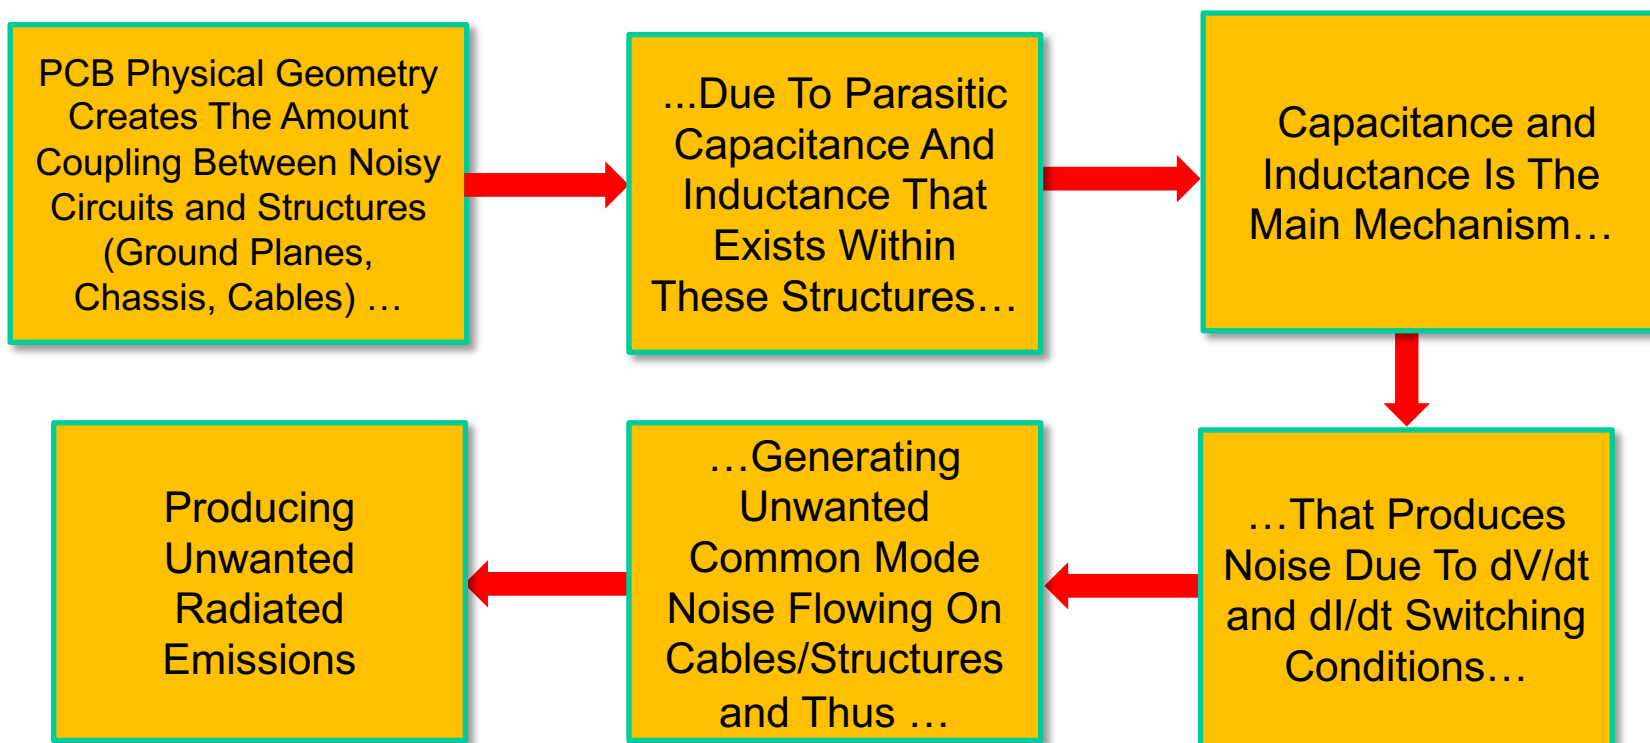 PCB Physical Geometry
Creates The Amount
Coupling Between Noisy
Circuits and Structures
(Ground Planes,
Chassis, Cables) …
...Due To Parasitic
Capacitance And
Inductance That
Exists Within
These Structures…
Capacitance and
Inductance Is The
Main Mechanism…
…That Produces
Noise Due To dV/dt
and dI/dt Switching
Conditions…
…Generating
Unwanted
Common Mode
Noise Flowing On
Cables/Structures
and Thus …
Producing
Unwanted
Radiated
Emissions